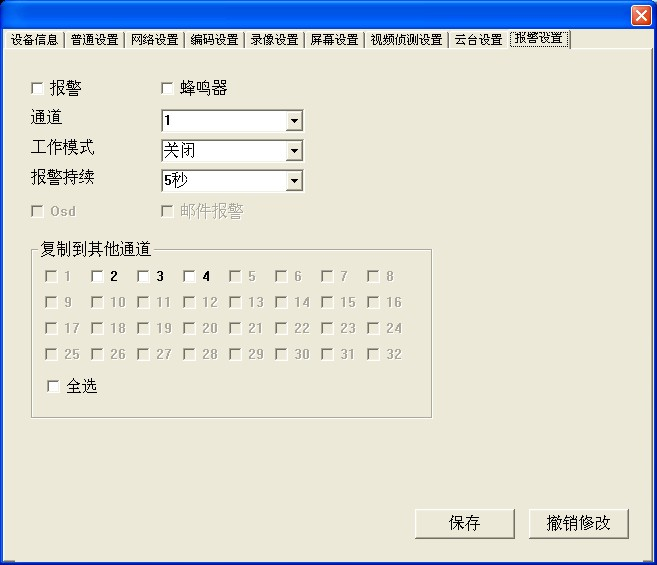 设备信息 普通设置 网络设置 编码设置 录像设置 屏幕设置 视频侦测设置 云台设置 报警设置
报警 蜂鸣器
通道 1
工作模式 关闭
报警持续 5秒
Osd 邮件报警
复制到其他通道
1 2 3 4 5 6 7 8
9 10 11 12 13 14 15 16
17 18 19 20 21 22 23 24
25 26 27 28 29 30 31 32
全选
保存 撤销修改